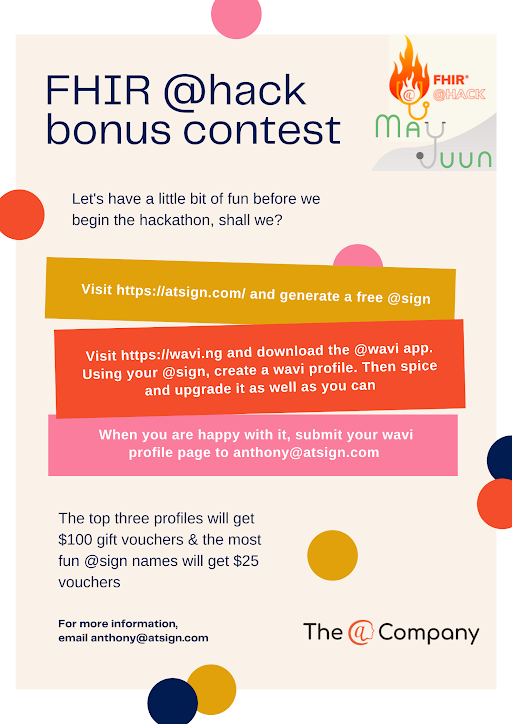 FHIR @hack
bonus contest
FHIR®
@HACK
MAY
JUUN
Let's have a little bit of fun before we
begin the hackathon, shall we?
Visit https://atsign.com/ and generate a free @sign
Visit https://wavi.ng and download the @wavi app.
Using your @sign, create a wavi profile. Then spice
and upgrade it as well as you can
When you are happy with it, submit your wavi
profile page to anthony@atsign.com
The top three profiles will get
$100 gift vouchers & the most
fun @sign names will get $25
vouchers
For more information,
email anthony@atsign.com
The @ Company